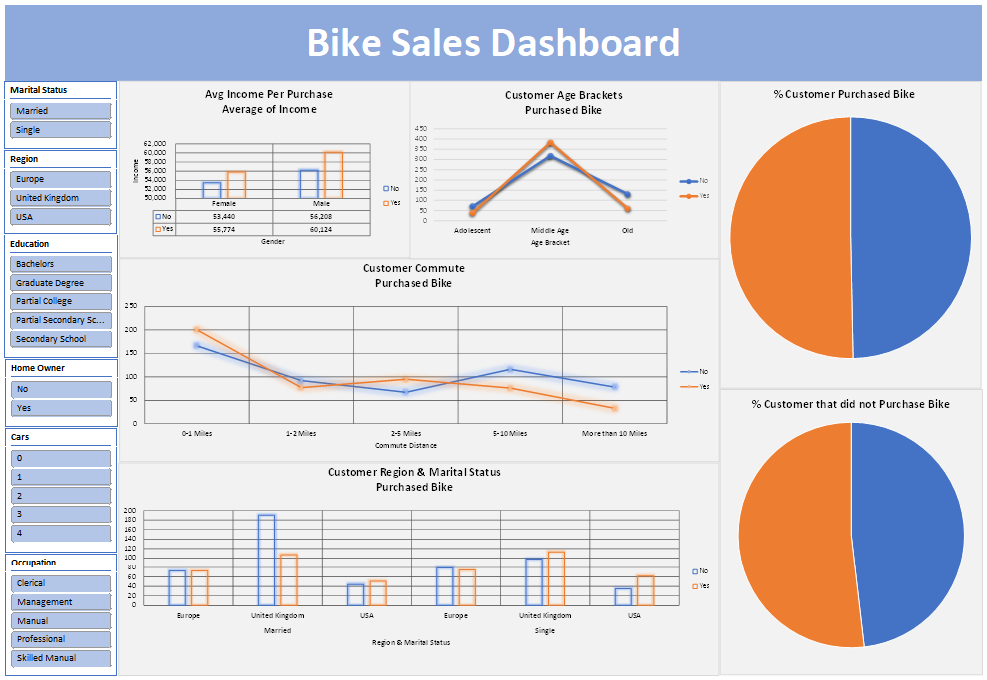 Bike Sales Dashboard
Marital Status
Married
Single
Region
Europe
United Kingdom
USA
Education
Bachelors
Graduate Degree
Partial College
Partial Secondary Sc...
Secondary School
Home Owner
No
Yes
Cars
0
1
2
3
4
Occupation
Clerical
Management
Manual
Professional
Skilled Manual
Avg Income Per Purchase
Average of Income
62,000
60,000
58,000
56,000
54,000
52,000
50,000
Income
Female Male
No 53,440 56,208
Yes 55,774 60,124
Gender
No
Yes
Customer Age Brackets
Purchased Bike
450
400
350
300
250
200
150
100
50
0
Adolescent Middle Age Old
Age Bracket
No
Yes
% Customer Purchased Bike
Customer Commute
Purchased Bike
250
200
150
100
50
0
0-1 Miles 1-2 Miles 2-5 Miles 5-10 Miles More than 10 Miles
Commute Distance
No
Yes
% Customer that did not Purchase Bike
Customer Region & Marital Status
Purchased Bike
200
180
160
140
120
100
80
60
40
20
0
Europe United Kingdom USA Europe United Kingdom USA
Married Single
Region & Marital Status
No
Yes